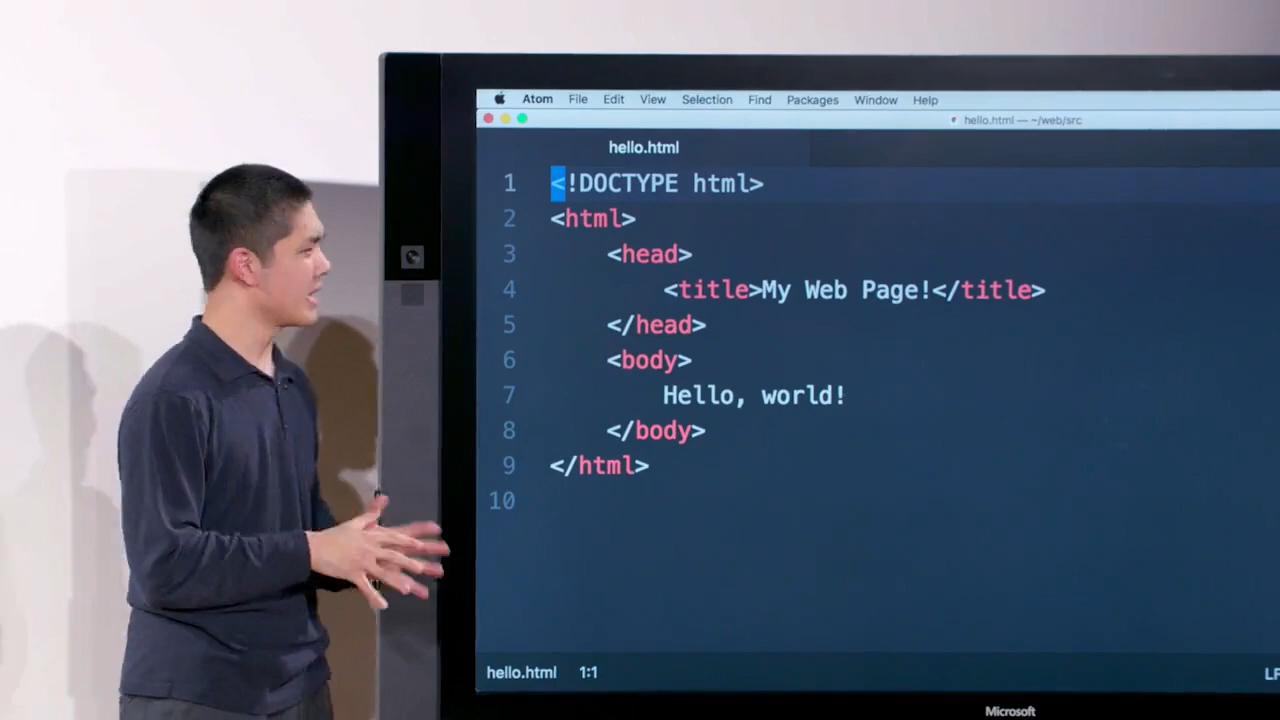 Atom File Edit View Selection Find Packages Window Help
hello.html — ~/web/src
hello.html
1 <!DOCTYPE html>
2 <html>
3 <head>
4 <title>My Web Page!</title>
5 </head>
6 <body>
7 Hello, world!
8 </body>
9 </html>
10
hello.html 1:1 LF
Microsoft